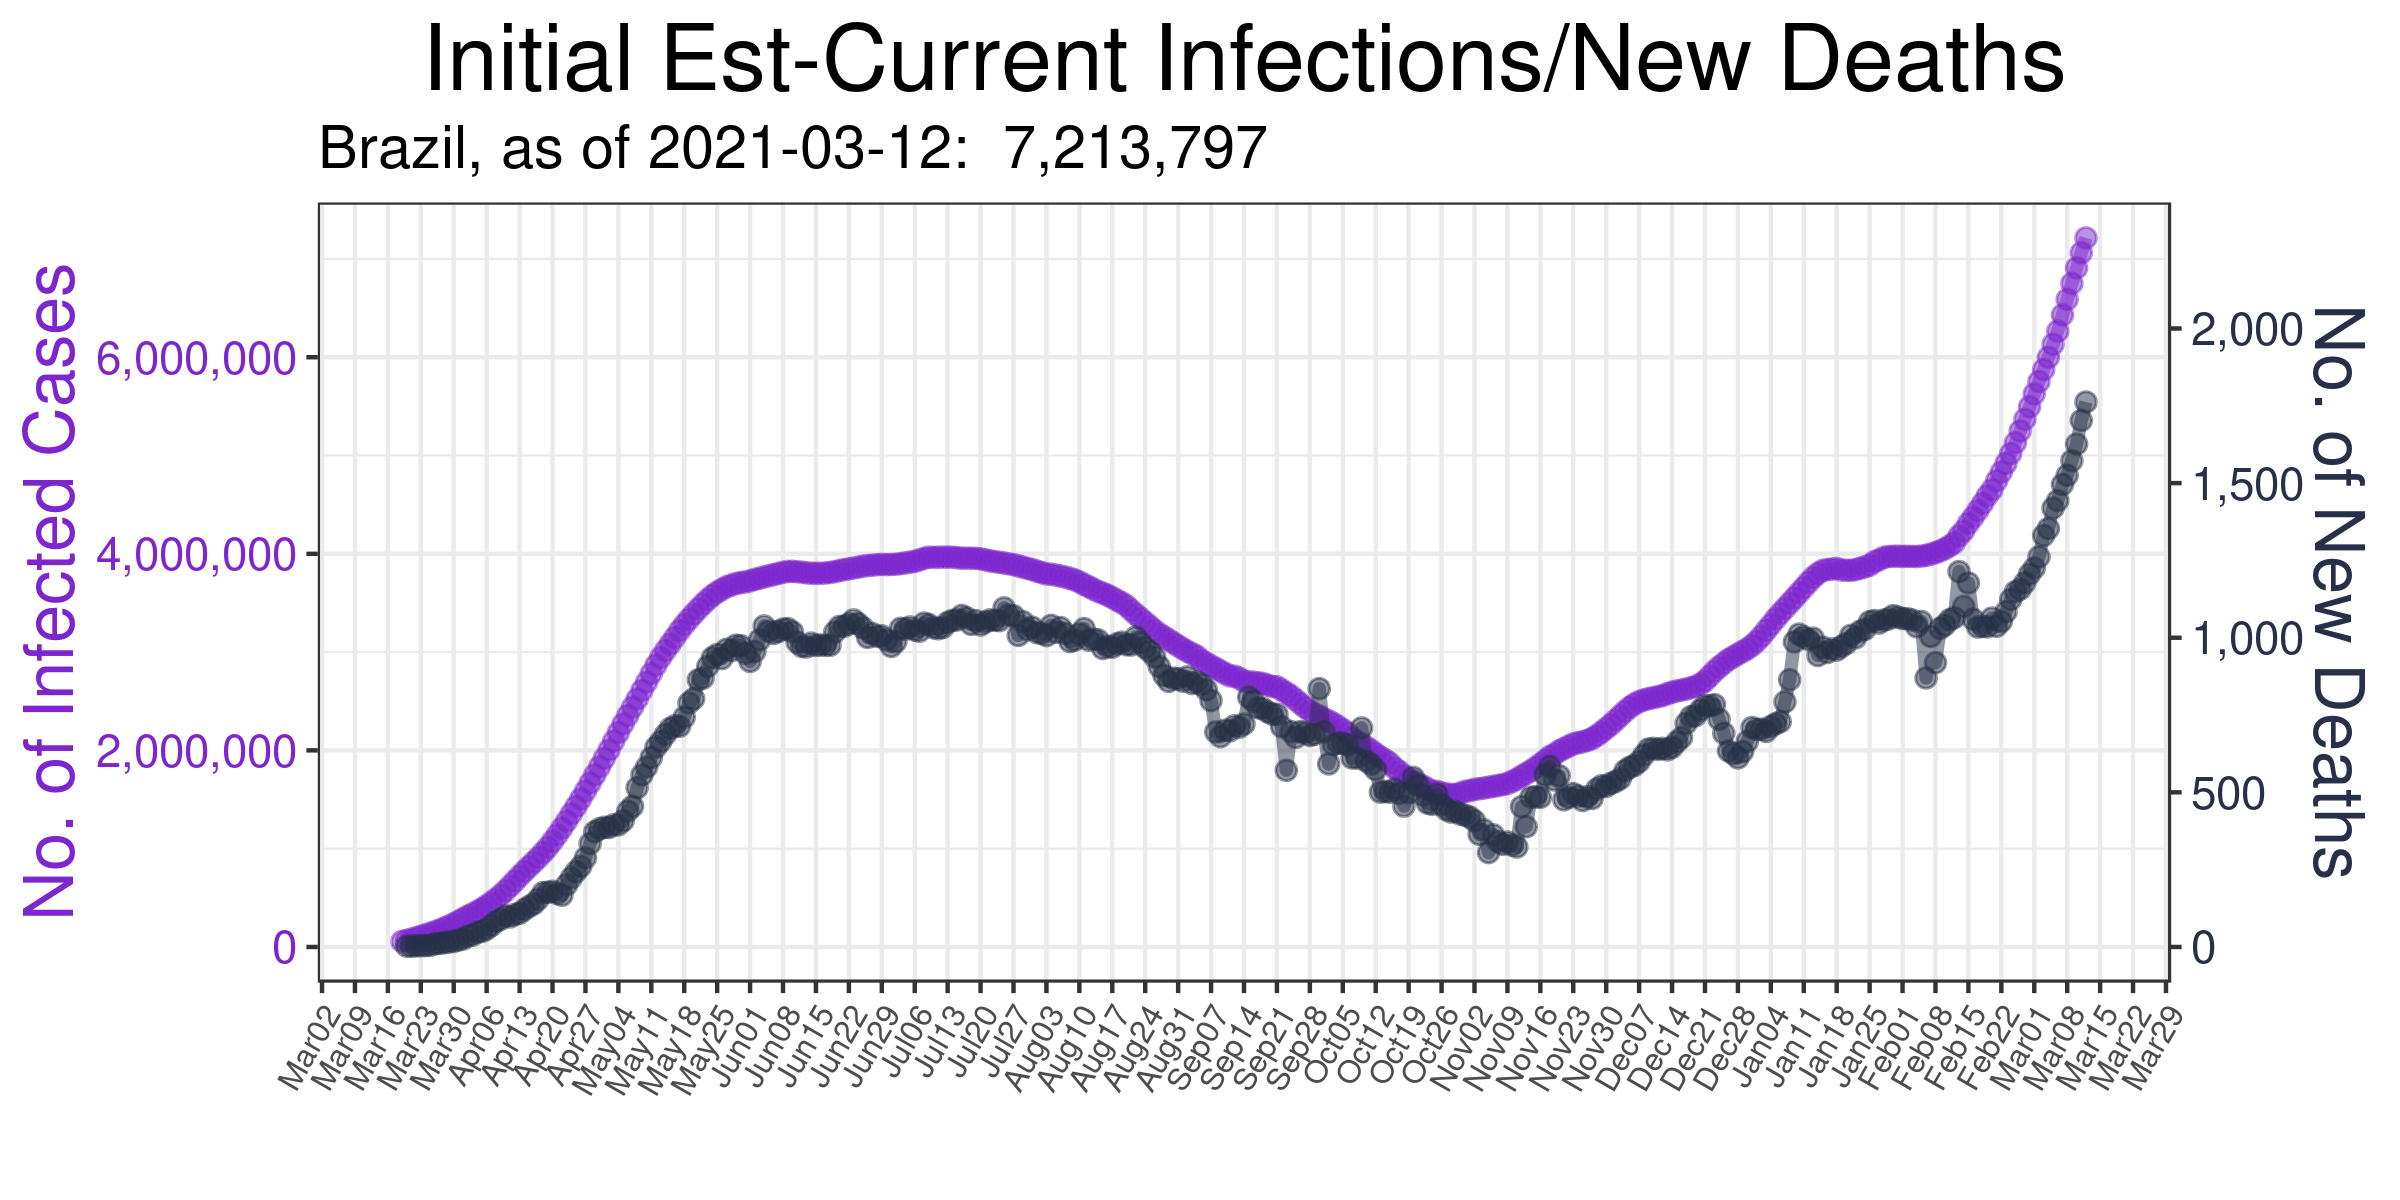 Initial Est-Current Infections/New Deaths
Brazil, as of 2021-03-12:  7,213,797
No. of Infected Cases
6,000,000
4,000,000
2,000,000
0
2,000
1,500
1,000
500
0
No. of New Deaths
Mar02
Mar09
Mar16
Mar23
Mar30
Apr06
Apr13
Apr20
Apr27
May04
May11
May18
May25
Jun01
Jun08
Jun15
Jun22
Jun29
Jul06
Jul13
Jul20
Jul27
Aug03
Aug10
Aug17
Aug24
Aug31
Sep07
Sep14
Sep21
Sep28
Oct05
Oct12
Oct19
Oct26
Nov02
Nov09
Nov16
Nov23
Nov30
Dec07
Dec14
Dec21
Dec28
Jan04
Jan11
Jan18
Jan25
Feb01
Feb08
Feb15
Feb22
Mar01
Mar08
Mar15
Mar22
Mar29